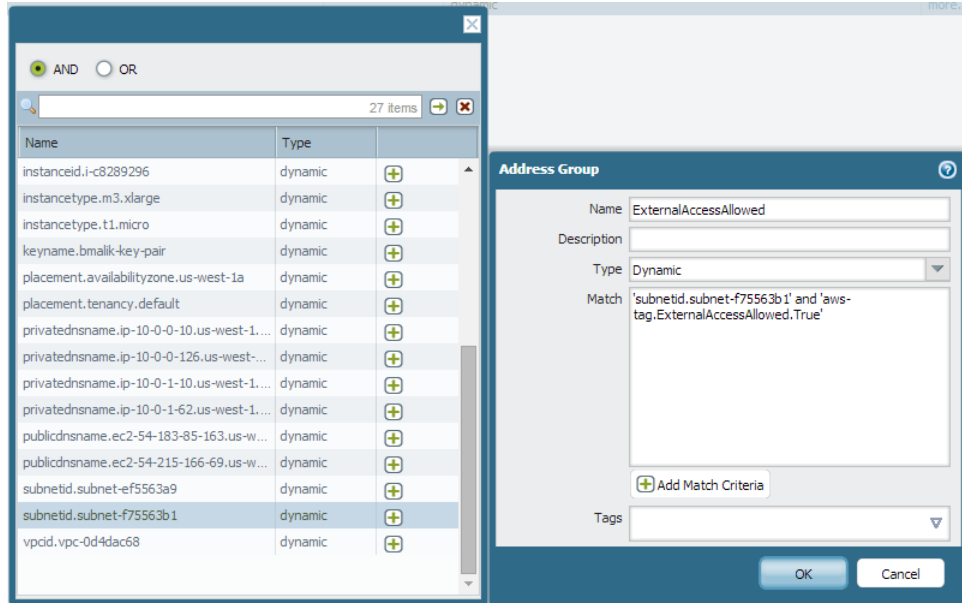 dynamic
more.
AND OR
27 items
Name Type
instanceid.i-c8289296 dynamic
instancetype.m3.xlarge dynamic
instancetype.t1.micro dynamic
keyname.bmalik-key-pair dynamic
placement.availabilityzone.us-west-1a dynamic
placement.tenancy.default dynamic
privatednsname.ip-10-0-0-10.us-west-1.... dynamic
privatednsname.ip-10-0-0-126.us-west-... dynamic
privatednsname.ip-10-0-1-10.us-west-1.... dynamic
privatednsname.ip-10-0-1-62.us-west-1.... dynamic
publicdnsname.ec2-54-183-85-163.us-w... dynamic
publicdnsname.ec2-54-215-166-69.us-w... dynamic
subnetid.subnet-ef5563a9 dynamic
subnetid.subnet-f75563b1 dynamic
vpcid.vpc-0d4dac68 dynamic
Address Group
Name ExternalAccessAllowed
Description
Type Dynamic
Match 'subnetid.subnet-f75563b1' and 'aws-
tag.ExternalAccessAllowed.True'
Add Match Criteria
Tags
OK Cancel